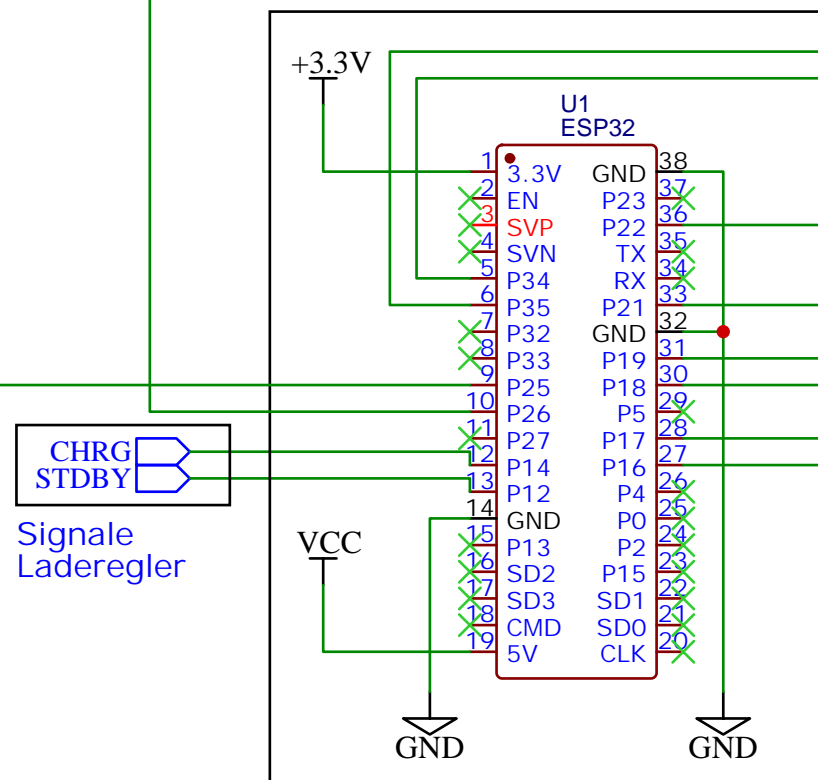 +3.3V
U1
ESP32
1 3.3V GND 38
2 EN P23 37
3 SVP P22 36
4 SVN TX 35
5 P34 RX 34
6 P35 P21 33
7 P32 GND 32
8 P33 P19 31
9 P25 P18 30
10 P26 P5 29
11 P27 P17 28
12 P14 P16 27
13 P12 P4 26
14 GND P0 25
15 P13 P2 24
16 SD2 P15 23
17 SD3 SD1 22
18 CMD SD0 21
19 5V CLK 20
CHRG
STDBY
Signale
Laderegler
VCC
GND
GND